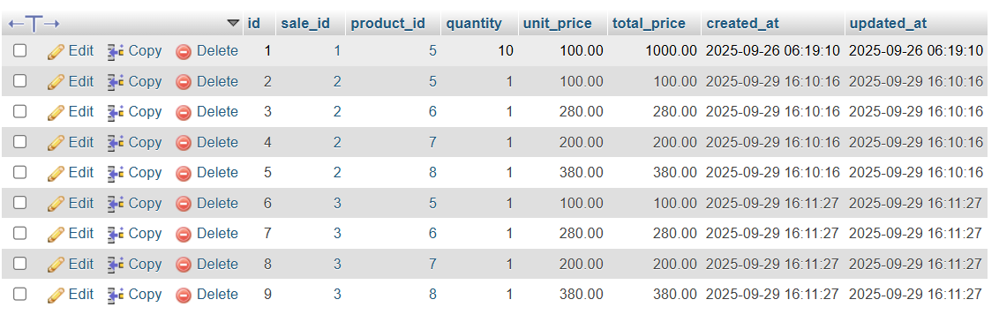 id sale_id product_id quantity unit_price total_price created_at updated_at
Edit Copy Delete 1 1 5 10 100.00 1000.00 2025-09-26 06:19:10 2025-09-26 06:19:10
Edit Copy Delete 2 2 5 1 100.00 100.00 2025-09-29 16:10:16 2025-09-29 16:10:16
Edit Copy Delete 3 2 6 1 280.00 280.00 2025-09-29 16:10:16 2025-09-29 16:10:16
Edit Copy Delete 4 2 7 1 200.00 200.00 2025-09-29 16:10:16 2025-09-29 16:10:16
Edit Copy Delete 5 2 8 1 380.00 380.00 2025-09-29 16:10:16 2025-09-29 16:10:16
Edit Copy Delete 6 3 5 1 100.00 100.00 2025-09-29 16:11:27 2025-09-29 16:11:27
Edit Copy Delete 7 3 6 1 280.00 280.00 2025-09-29 16:11:27 2025-09-29 16:11:27
Edit Copy Delete 8 3 7 1 200.00 200.00 2025-09-29 16:11:27 2025-09-29 16:11:27
Edit Copy Delete 9 3 8 1 380.00 380.00 2025-09-29 16:11:27 2025-09-29 16:11:27